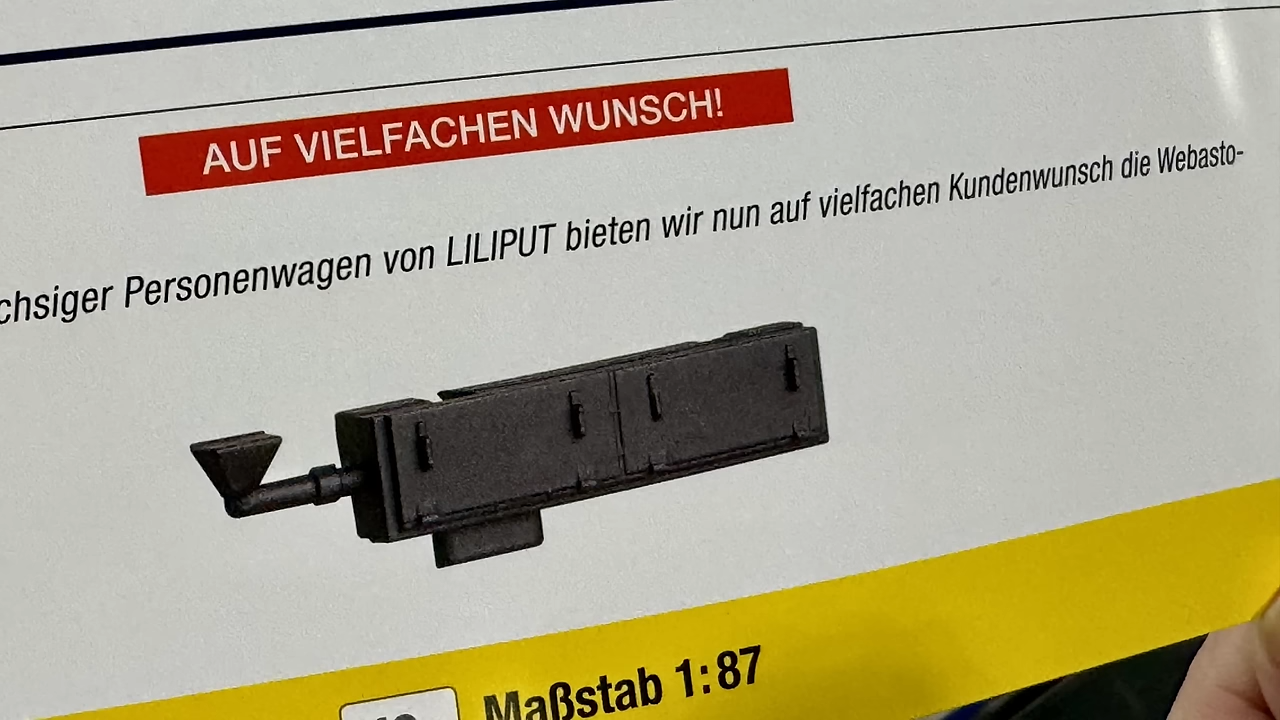 AUF VIELFACHEN WUNSCH!
chsiger Personenwagen von LILIPUT bieten wir nun auf vielfachen Kundenwunsch die Webasto-
Maßstab 1:87